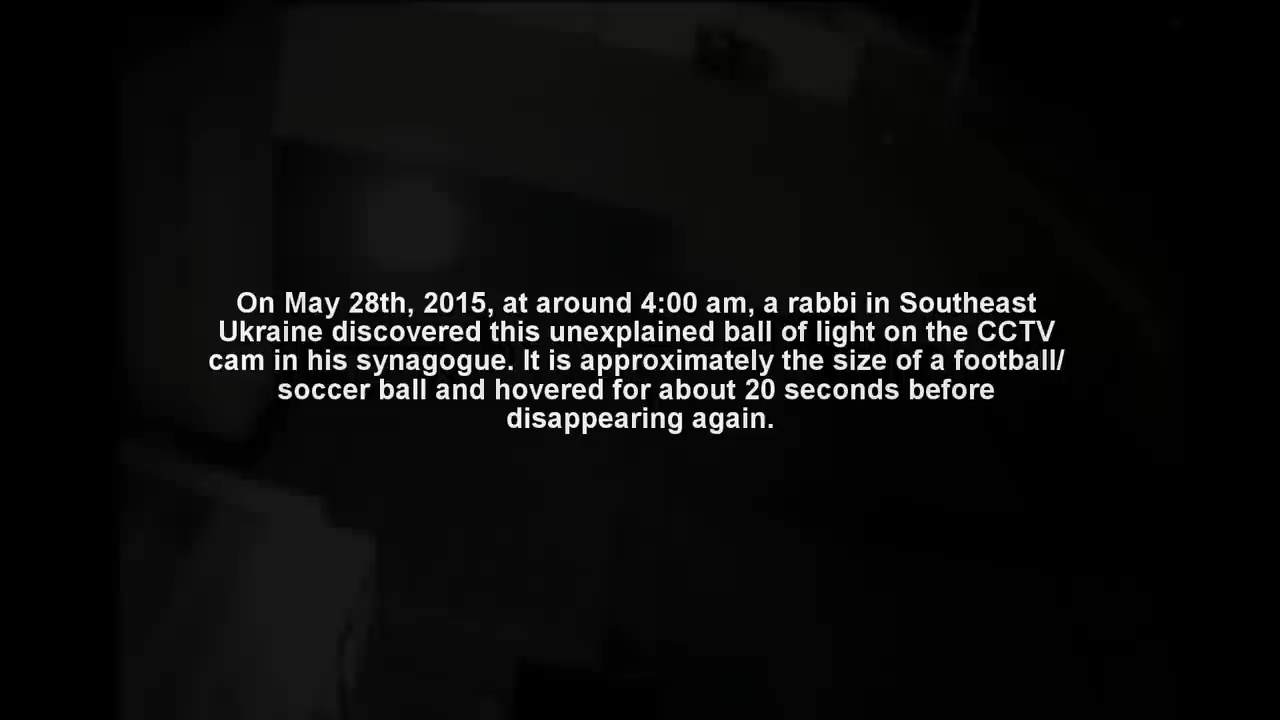 On May 28th, 2015, at around 4:00 am, a rabbi in Southeast
Ukraine discovered this unexplained ball of light on the CCTV
cam in his synagogue. It is approximately the size of a football/
soccer ball and hovered for about 20 seconds before
disappearing again.